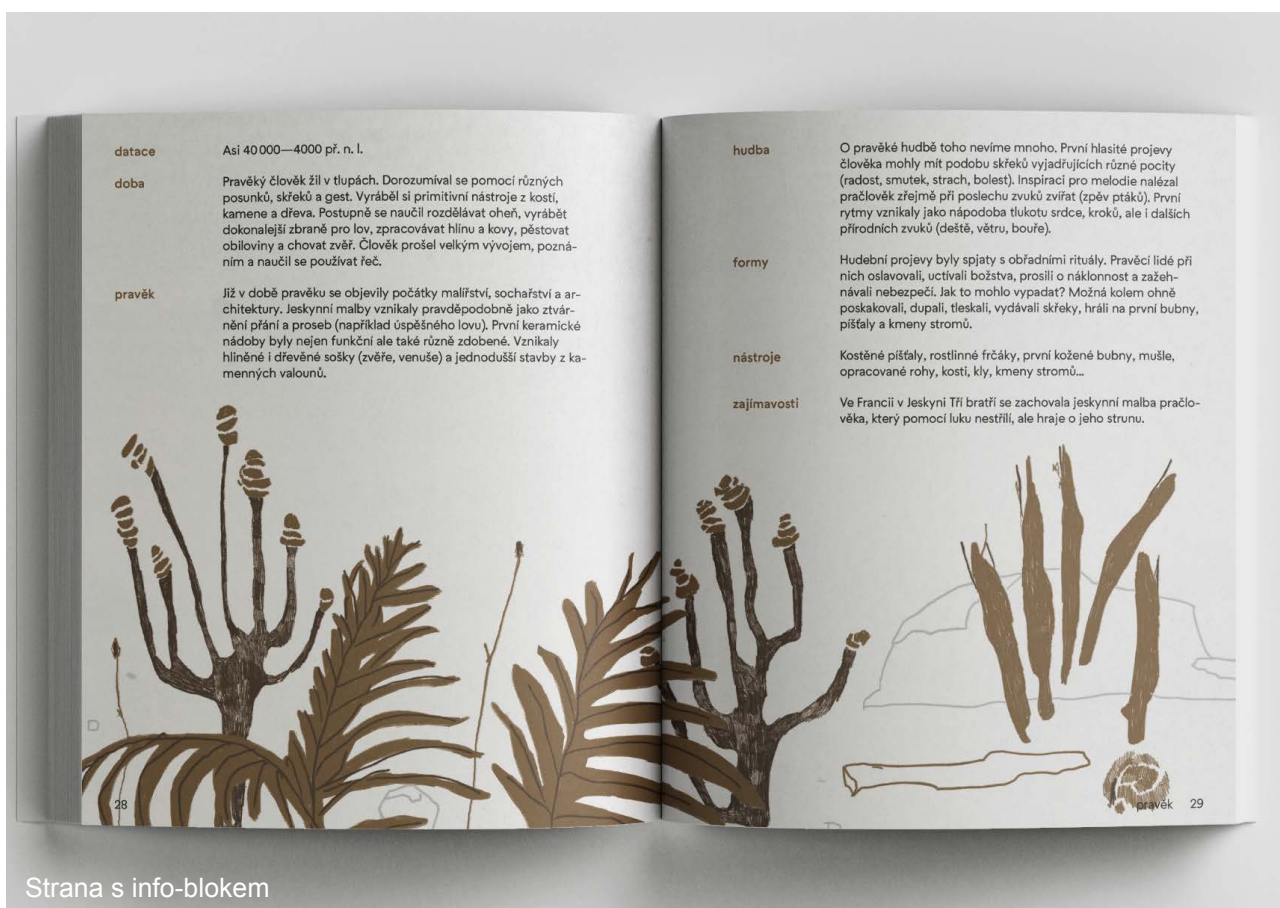 datace
Asi 40 000—4000 př. n. l.
doba
Pravěký člověk žil v tlupách. Dorozumíval se pomocí různých
posunků, skřeků a gest. Vyráběl si primitivní nástroje z kostí,
kamene a dřeva. Postupně se naučil rozdělávat oheň, vyrábět
dokonalejší zbraně pro lov, zpracovávat hlínu a kovy, pěstovat
obiloviny a chovat zvěř. Člověk prošel velkým vývojem, pozná-
ním a naučil se používat řeč.
pravěk
Již v době pravěku se objevily počátky malířství, sochařství a ar-
chitektury. Jeskynní malby vznikaly pravděpodobně jako ztvár-
nění přání a proseb (například úspěšného lovu). První keramické
nádoby byly nejen funkční ale také různě zdobené. Vznikaly
hliněné i dřevěné sošky (zvěře, venuše) a jednodušší stavby z ka-
menných valounů.
28
hudba
O pravěké hudbě toho nevíme mnoho. První hlasité projevy
člověka mohly mít podobu skřeků vyjadřujících různé pocity
(radost, smutek, strach, bolest). Inspiraci pro melodie nalézal
pračlověk zřejmě při poslechu zvuků zvířat (zpěv ptáků). První
rytmy vznikaly jako nápodoba tlukotu srdce, kroků, ale i dalších
přírodních zvuků (deště, větru, bouře).
formy
Hudební projevy byly spjaty s obřadními rituály. Pravěcí lidé při
nich oslavovali, uctívali božstva, prosili o náklonnost a zažeh-
návali nebezpečí. Jak to mohlo vypadat? Možná kolem ohně
poskakovali, dupali, tleskali, vydávali skřeky, hráli na první bubny,
píšťaly a kmeny stromů.
nástroje
Kostěné píšťaly, rostlinné frčáky, první kožené bubny, mušle,
opracované rohy, kosti, kly, kmeny stromů...
zajímavosti
Ve Francii v Jeskyni Tří bratří se zachovala jeskynní malba pračlo-
věka, který pomocí luku nestřílí, ale hraje o jeho strunu.
pravěk 29
Strana s info-blokem